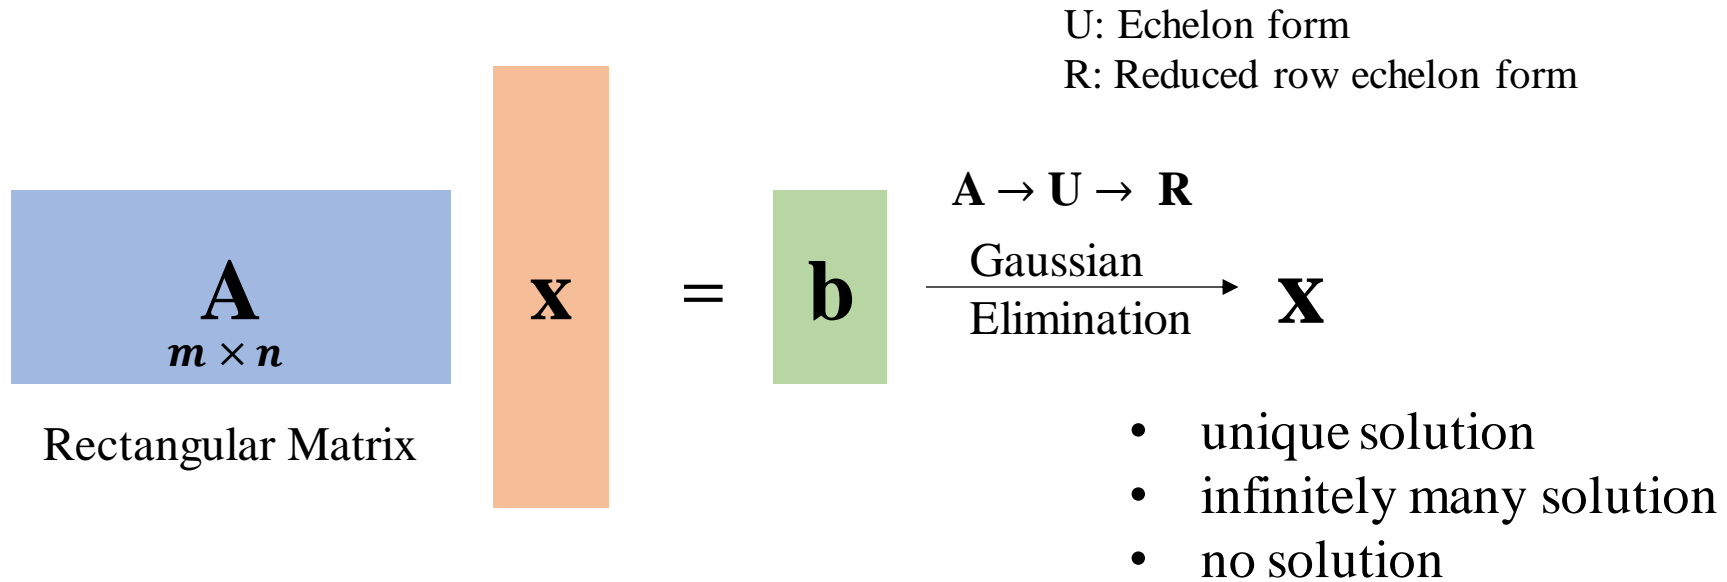 U: Echelon form
R: Reduced row echelon form
A → U → R
A
m × n
x
=
b
Gaussian
Elimination
x
Rectangular Matrix
• unique solution
• infinitely many solution
• no solution